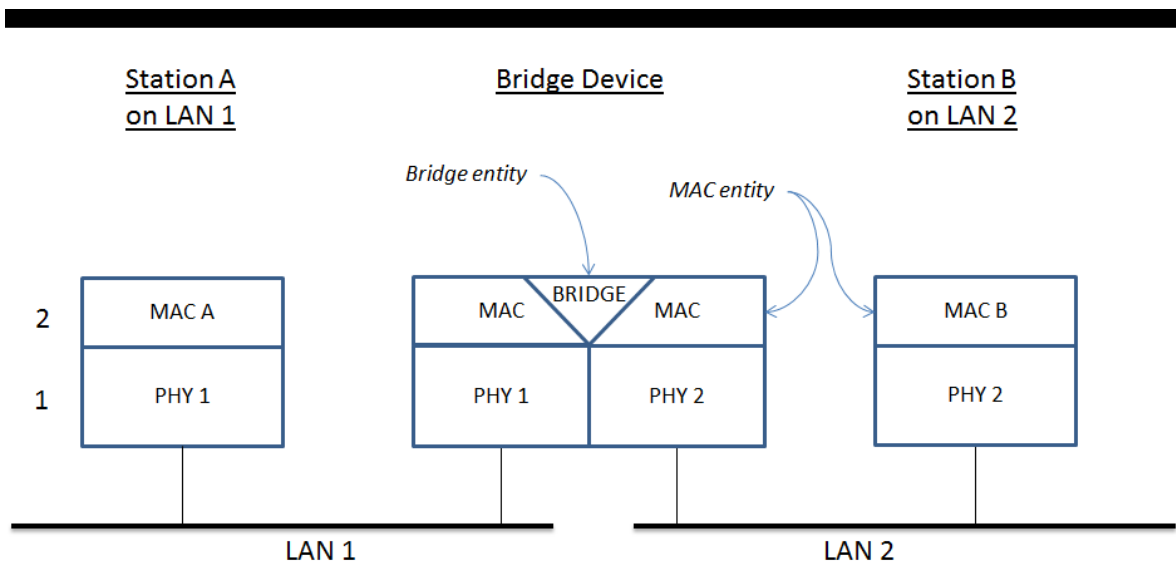 Station A
on LAN 1
Bridge Device
Station B
on LAN 2
Bridge entity
MAC entity
2
MAC A
MAC
BRIDGE
MAC
MAC B
1
PHY 1
PHY 1
PHY 2
PHY 2
LAN 1
LAN 2